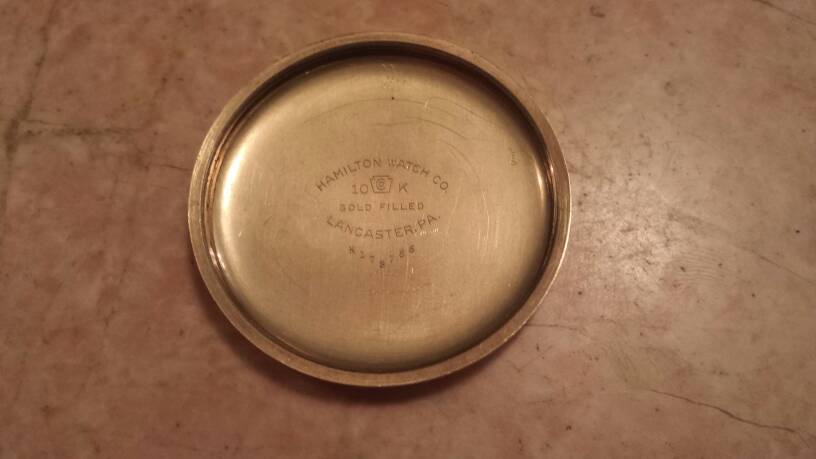 HAMILTON WATCH CO.
10 K
GOLD FILLED
LANCASTER, PA.